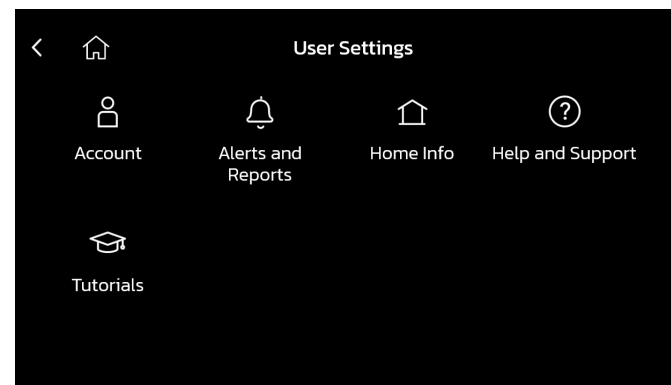 User Settings
Account
Alerts and
Reports
Home Info
Help and Support
Tutorials